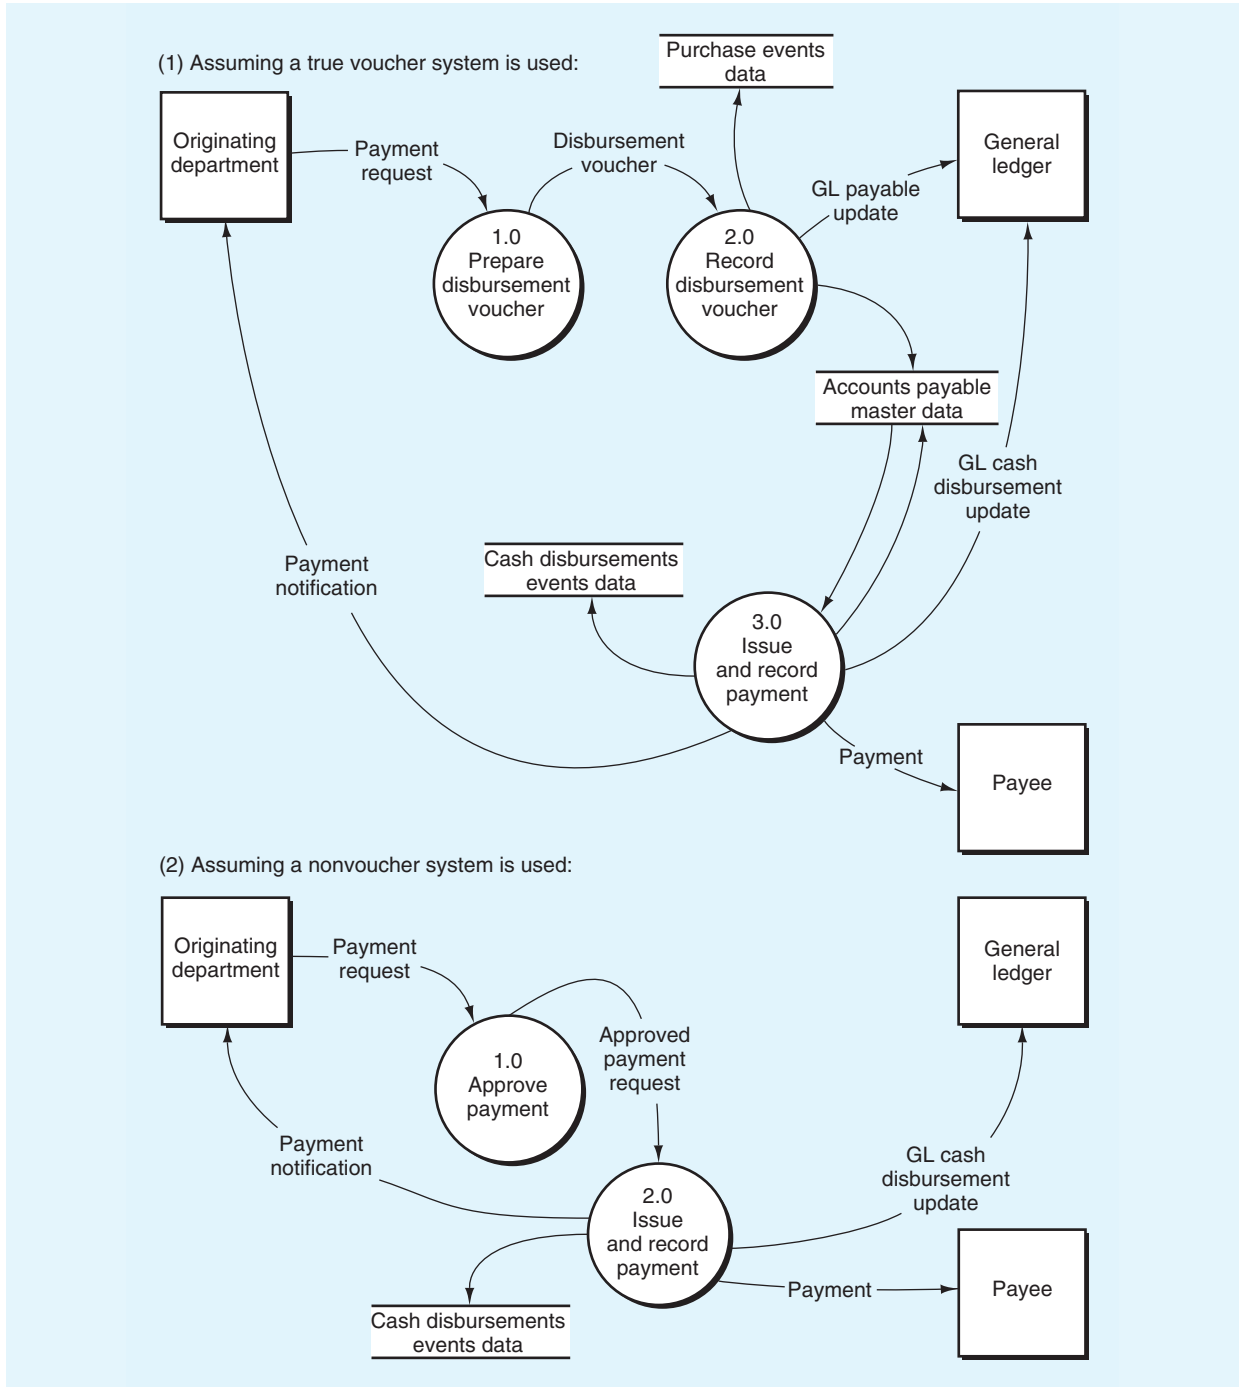 (1) Assuming a true voucher system is used:
Purchase events
data
Originating
department
Payment
request
Disbursement
voucher
General
ledger
GL payable
update
1.0
Prepare
disbursement
voucher
2.0
Record
disbursement
voucher
Accounts payable
master data
GL cash
disbursement
update
Payment
notification
Cash disbursements
events data
3.0
Issue
and record
payment
Payment
Payee
(2) Assuming a nonvoucher system is used:
Originating
department
Payment
request
General
ledger
Approved
payment
request
1.0
Approve
payment
Payment
notification
GL cash
disbursement
update
2.0
Issue
and record
payment
Payment
Payee
Cash disbursements
events data